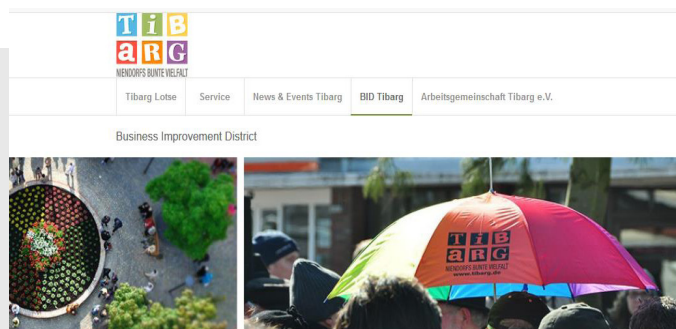 TiB
aRG
NIENDORFS BUNTE VIELFALT
Tibarg Lotse
Service
News & Events Tibarg
BID Tibarg
Arbeitsgemeinschaft Tibarg e.V.
Business Improvement District
TiB
aRG
NIENDORFS BUNTE VIELFALT
www.tibarg.de